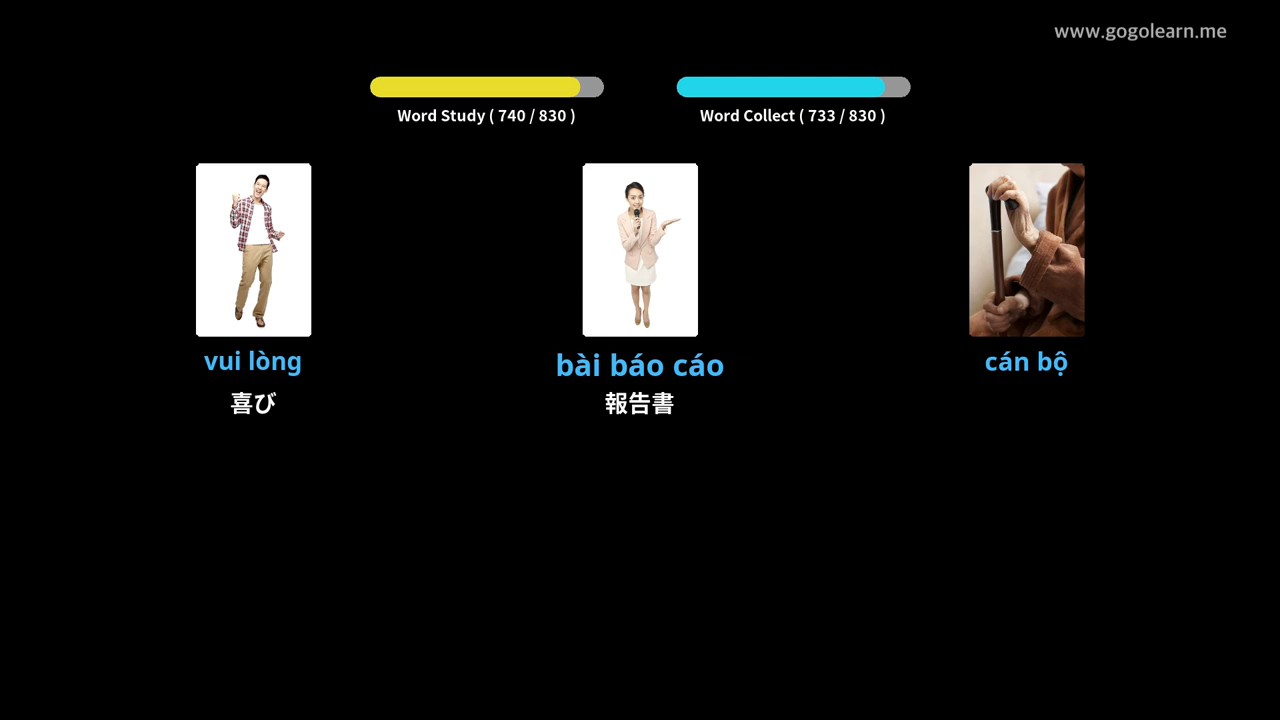 www.gogolearn.me
Word Study ( 740 / 830 )
Word Collect ( 733 / 830 )
vui lòng
喜び
bài báo cáo
報告書
cán bộ